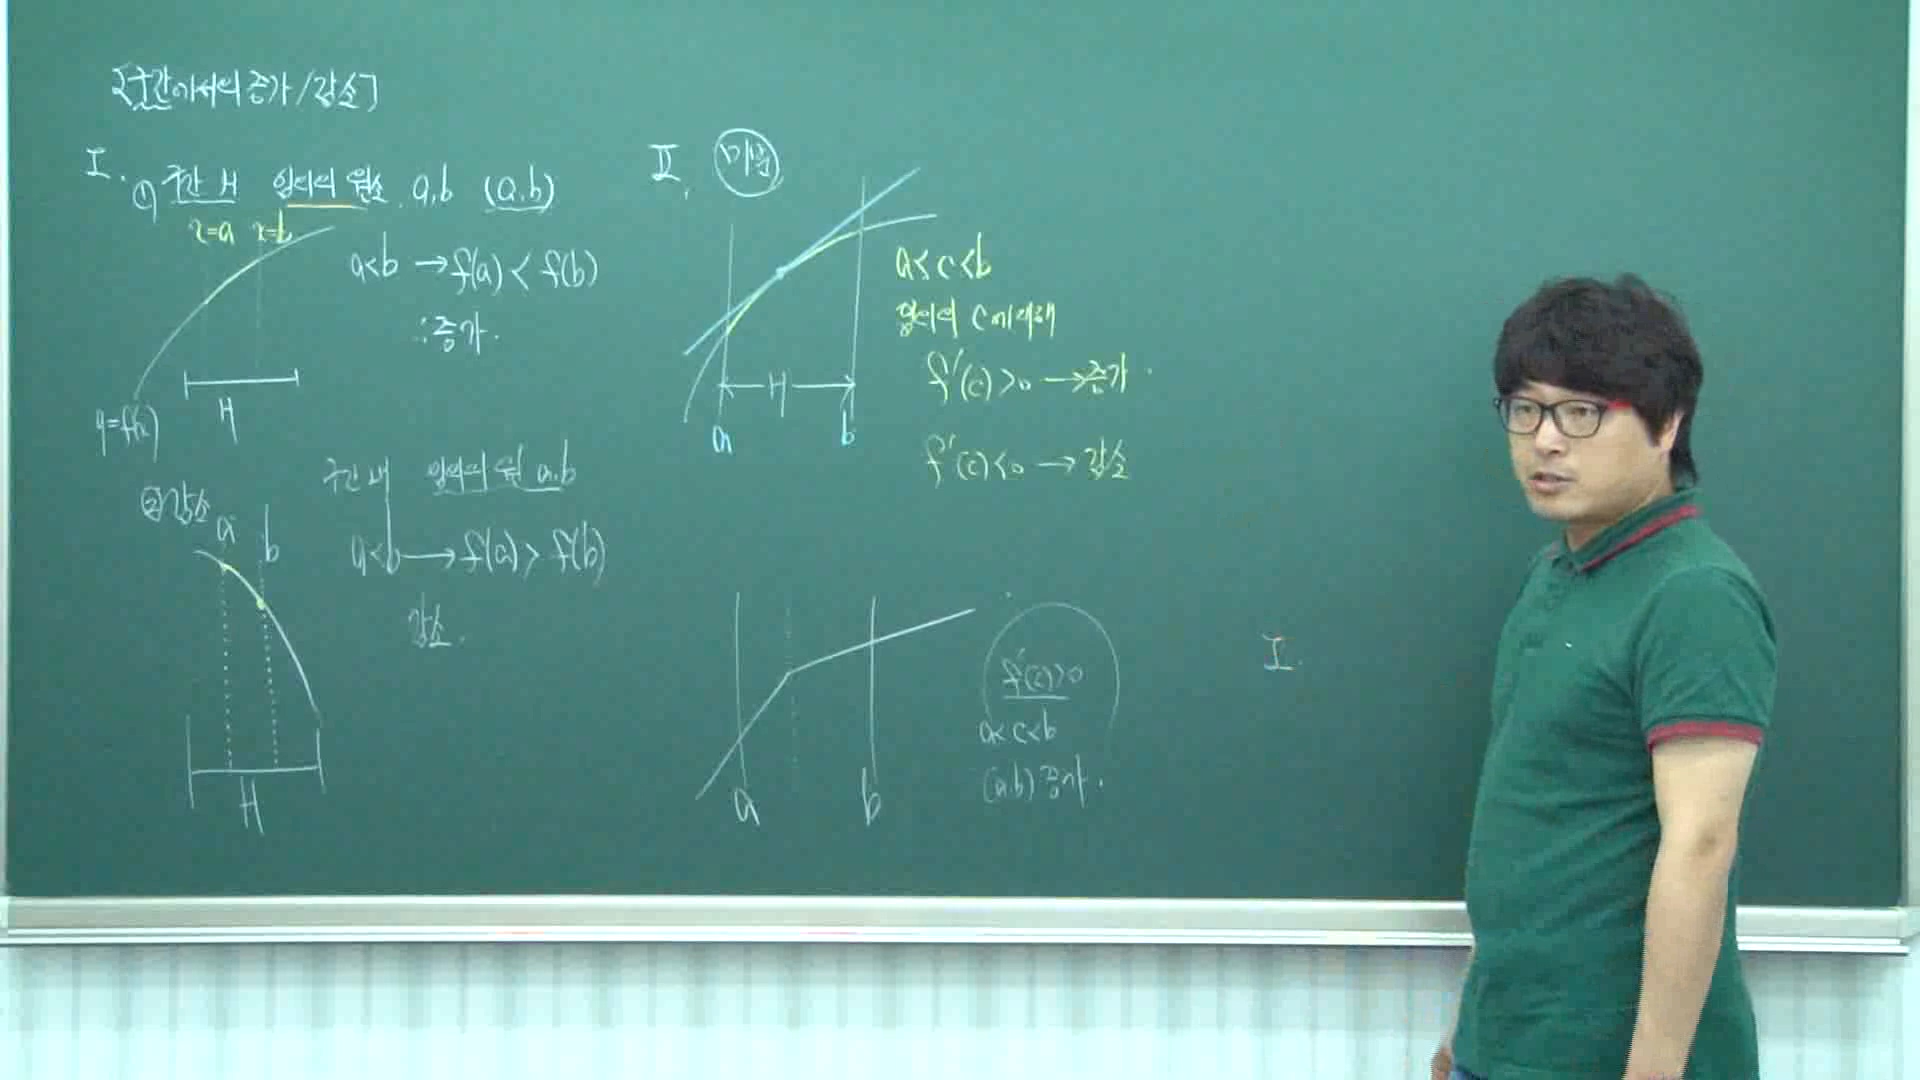 [구간에서의 증가/감소]
I.
① 구간 H 임의의 원소 a,b (a,b)
x=a x=b
a<b → f(a) < f(b)
∴증가.
H
y=f(x)
② 감소
구간 내 임의의 원소 a,b
a b
a<b → f(a) > f(b)
감소.
H
II. 미분
a<c<b
임의의 c에 대해
f'(c)>0 → 증가.
f'(c)<0 → 감소
H
a b
f'(c)>0
a<c<b
(a,b) 증가.
a b
I.